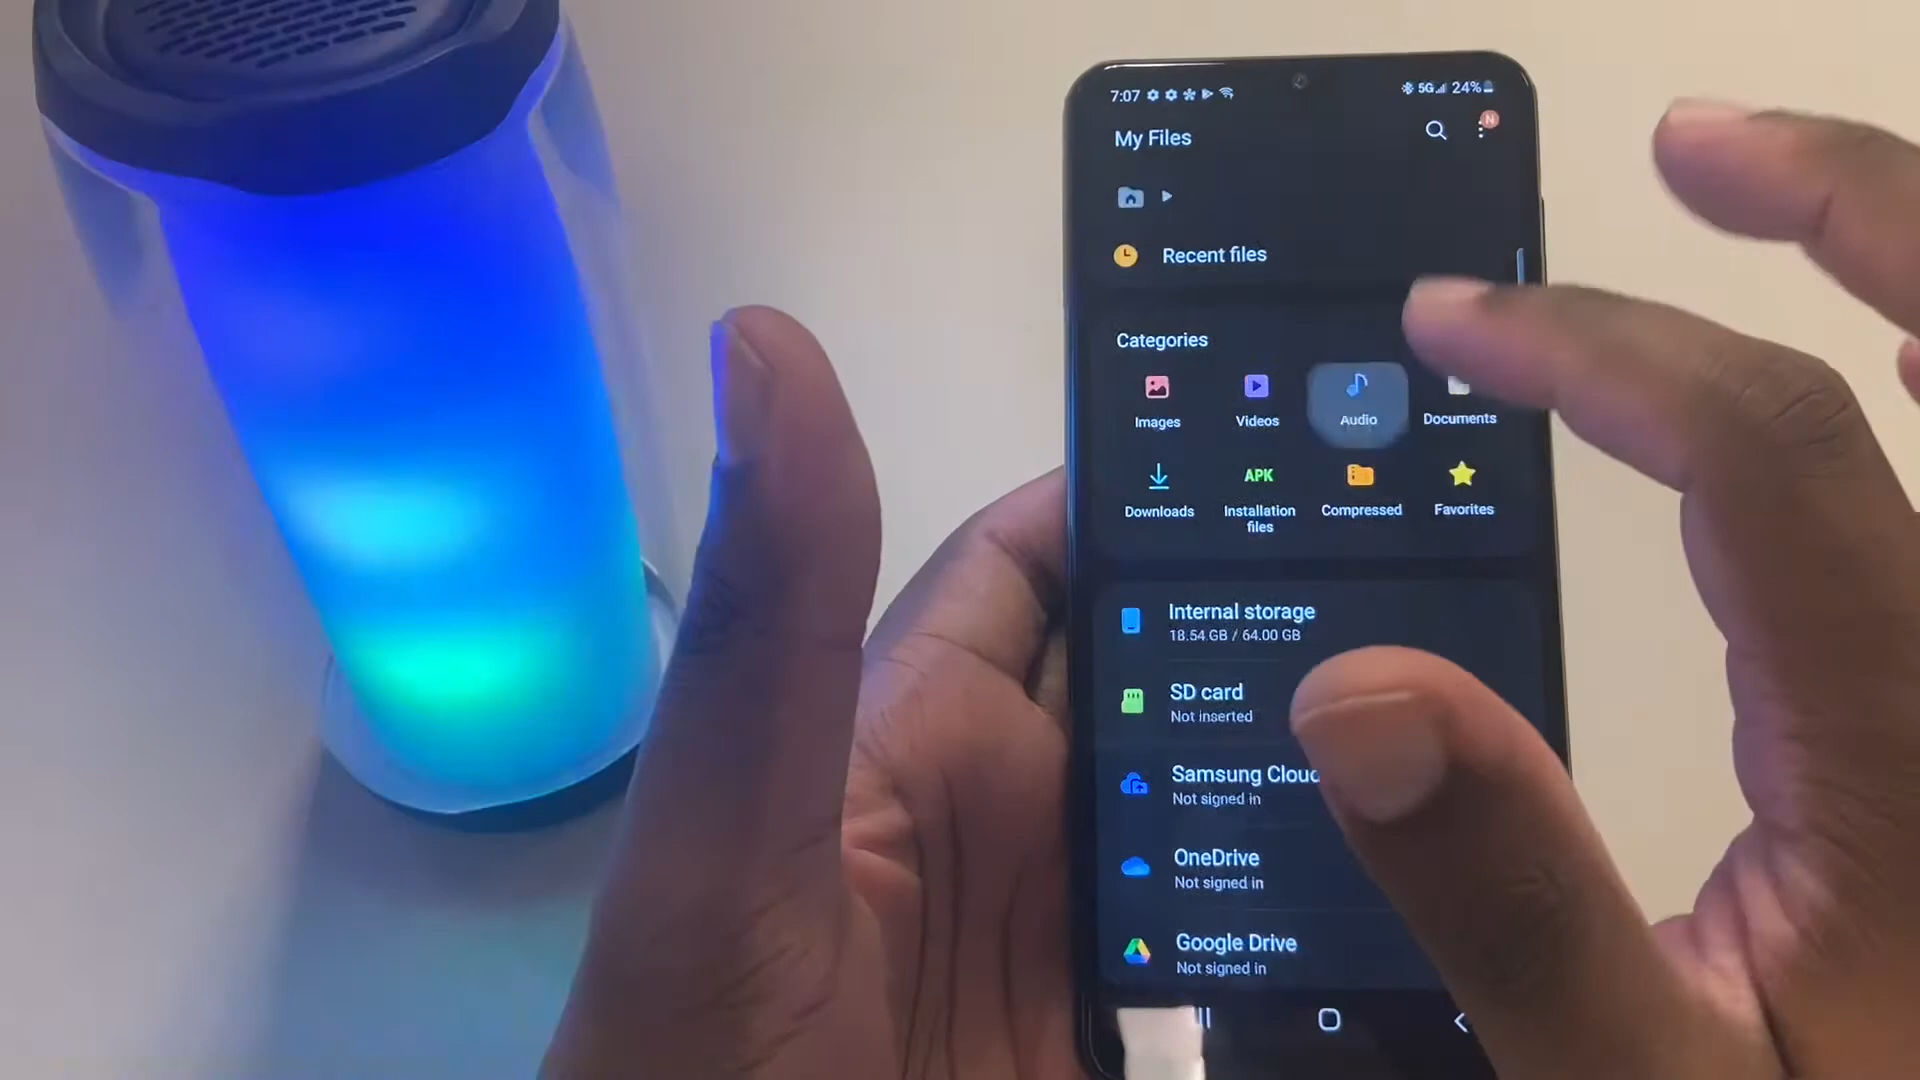 7:07
5G 24%
My Files
N
Recent files
Categories
Images
Videos
Audio
Documents
Downloads
APK
Installation
files
Compressed
Favorites
Internal storage
18.54 GB / 64.00 GB
SD card
Not inserted
Samsung Cloud
Not signed in
OneDrive
Not signed in
Google Drive
Not signed in